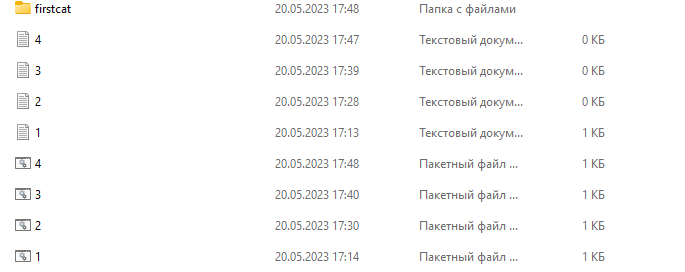 firstcat 20.05.2023 17:48 Папка с файлами
4 20.05.2023 17:47 Текстовый докум... 0 КБ
3 20.05.2023 17:39 Текстовый докум... 0 КБ
2 20.05.2023 17:28 Текстовый докум... 0 КБ
1 20.05.2023 17:13 Текстовый докум... 1 КБ
4 20.05.2023 17:48 Пакетный файл ... 1 КБ
3 20.05.2023 17:40 Пакетный файл ... 1 КБ
2 20.05.2023 17:30 Пакетный файл ... 1 КБ
1 20.05.2023 17:14 Пакетный файл ... 1 КБ